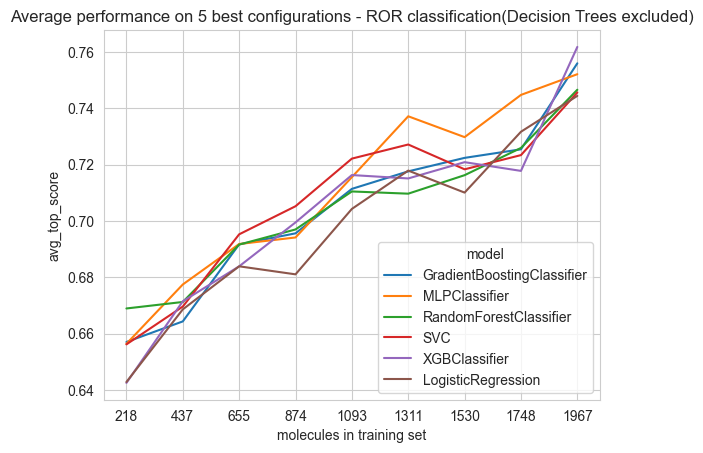 Average performance on 5 best configurations - ROR classification(Decision Trees excluded)
0.76
0.74
0.72
0.70
0.68
0.66
0.64
avg_top_score
model
GradientBoostingClassifier
MLPClassifier
RandomForestClassifier
SVC
XGBClassifier
LogisticRegression
218 437 655 874 1093 1311 1530 1748 1967
molecules in training set